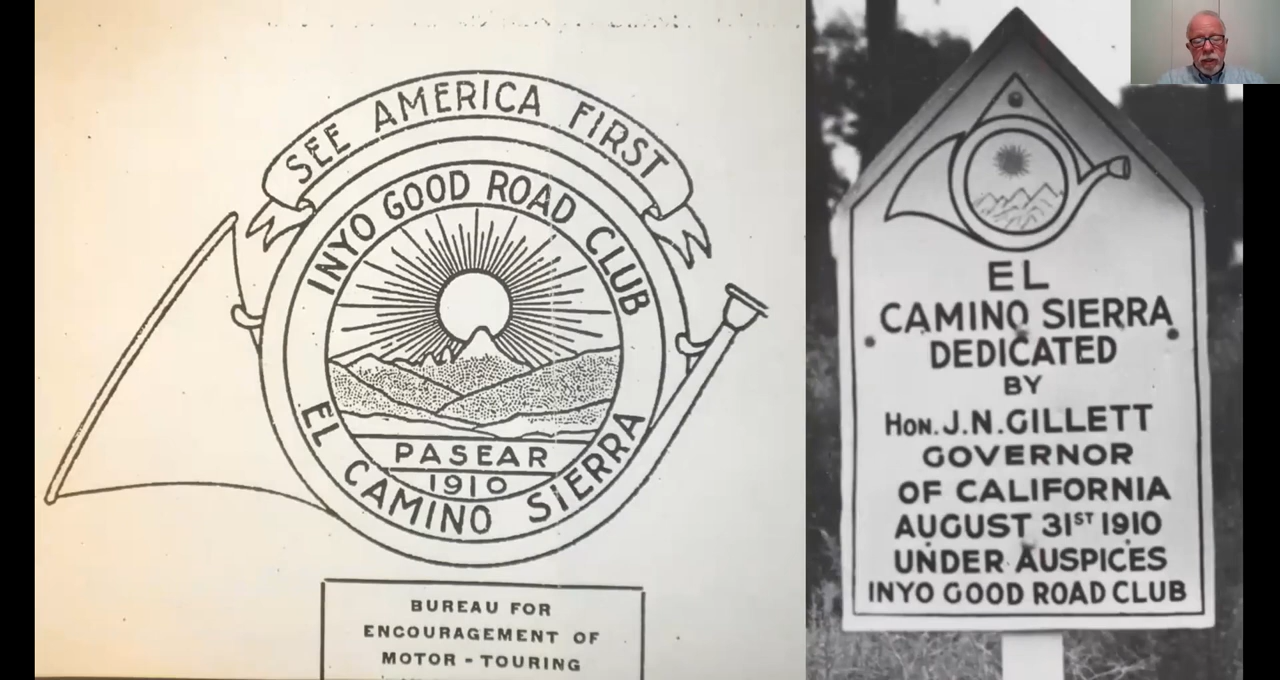 SEE AMERICA FIRST
INYO GOOD ROAD CLUB
PASEAR
1910
EL CAMINO SIERRA
BUREAU FOR
ENCOURAGEMENT OF
MOTOR - TOURING
EL
CAMINO SIERRA
DEDICATED
BY
HON. J.N. GILLETT
GOVERNOR
OF CALIFORNIA
AUGUST 31ST 1910
UNDER AUSPICES
INYO GOOD ROAD CLUB